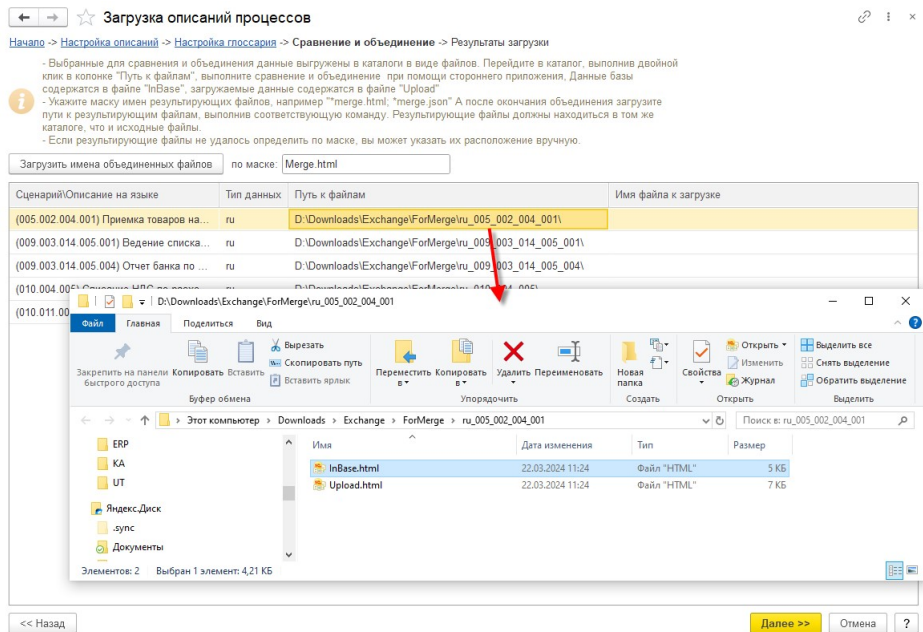 Загрузка описаний процессов
Начало -> Настройка описаний -> Настройка глоссария -> Сравнение и объединение -> Результаты загрузки
- Выбранные для сравнения и объединения данные выгружены в каталоги в виде файлов. Перейдите в каталог, выполнив двойной
клик в колонке "Путь к файлам", выполните сравнение и объединение при помощи стороннего приложения, Данные базы
содержатся в файле "InBase", загружаемые данные содержатся в файле "Upload"
- Укажите маску имен результирующих файлов, например "*merge.html; *merge.json" А после окончания объединения загрузите
пути к результирующим файлам, выполнив соответствующую команду. Результирующие файлы должны находиться в том же
каталоге, что и исходные файлы.
- Если результирующие файлы не удалось определить по маске, вы может указать их расположение вручную.
Загрузить имена объединенных файлов по маске: Merge.html
Сценарий\Описание на языке Тип данных Путь к файлам Имя файла к загрузке
(005.002.004.001) Приемка товаров на... ru D:\Downloads\Exchange\ForMerge\ru_005_002_004_001\
(009.003.014.005.001) Ведение списка... ru D:\Downloads\Exchange\ForMerge\ru_009_003_014_005_001\
(009.003.014.005.004) Отчет банка по ... ru D:\Downloads\Exchange\ForMerge\ru_009_003_014_005_004\
(010.004.005) Списание НДС на расхо... ru D:\Downloads\Exchange\ForMerge\ru_010_004_005\
(010.011.00
D:\Downloads\Exchange\ForMerge\ru_005_002_004_001
Файл Главная Поделиться Вид
Закрепить на панели быстрого доступа Копировать Вставить Вырезать Скопировать путь Вставить ярлык Переместить в Копировать в Удалить Переименовать Новая папка Свойства Открыть Изменить Журнал Выделить все Снять выделение Обратить выделение
Буфер обмена Упорядочить Создать Открыть Выделить
Этот компьютер > Downloads > Exchange > ForMerge > ru_005_002_004_001 Поиск в: ru_005_002_004_001
ERP Имя Дата изменения Тип Размер
KA InBase.html 22.03.2024 11:24 Файл "HTML" 5 КБ
UT Upload.html 22.03.2024 11:24 Файл "HTML" 7 КБ
Яндекс.Диск
.sync
Документы
Элементов: 2 Выбран 1 элемент: 4,21 КБ
<< Назад Далее >> Отмена ?